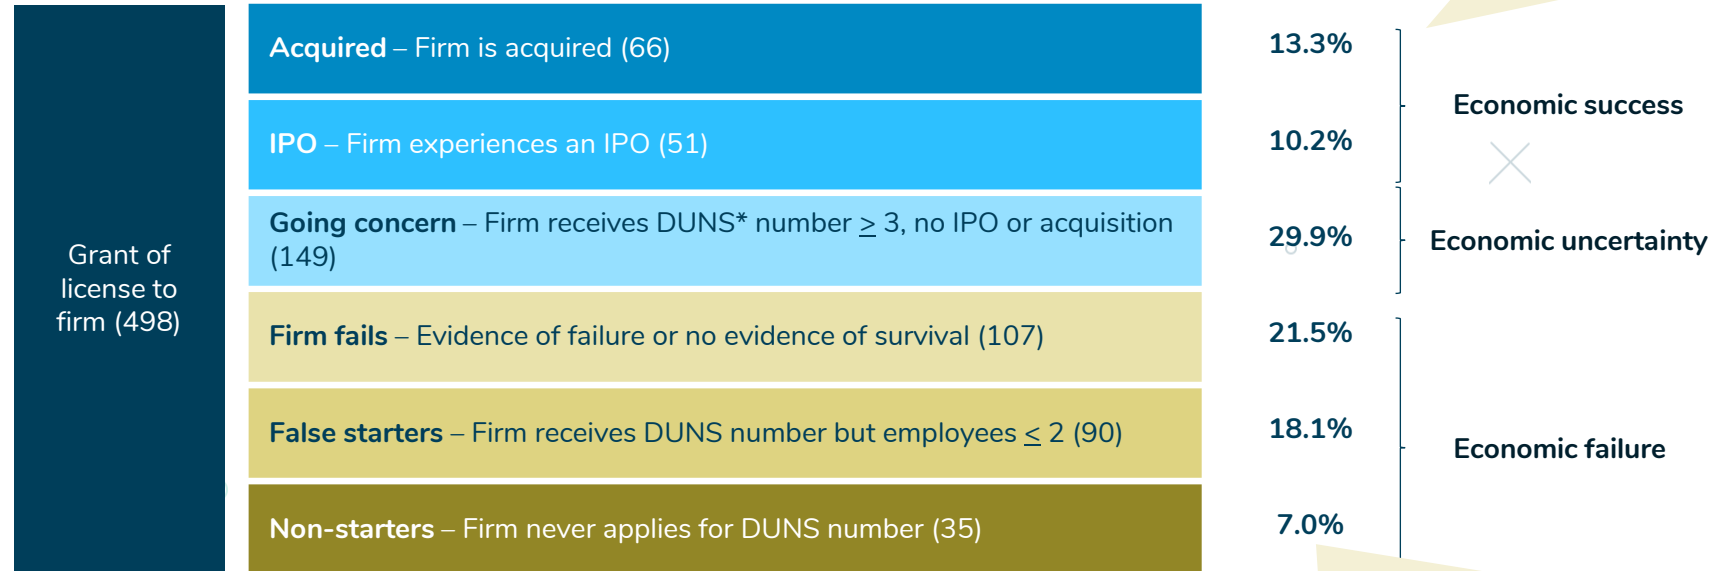 Grant of
license to
firm (498)
Acquired – Firm is acquired (66)
13.3%
IPO – Firm experiences an IPO (51)
10.2%
Economic success
Going concern – Firm receives DUNS* number ≥ 3, no IPO or acquisition
(149)
29.9%
Economic uncertainty
Firm fails – Evidence of failure or no evidence of survival (107)
21.5%
False starters – Firm receives DUNS number but employees ≤ 2 (90)
18.1%
Economic failure
Non-starters – Firm never applies for DUNS number (35)
7.0%